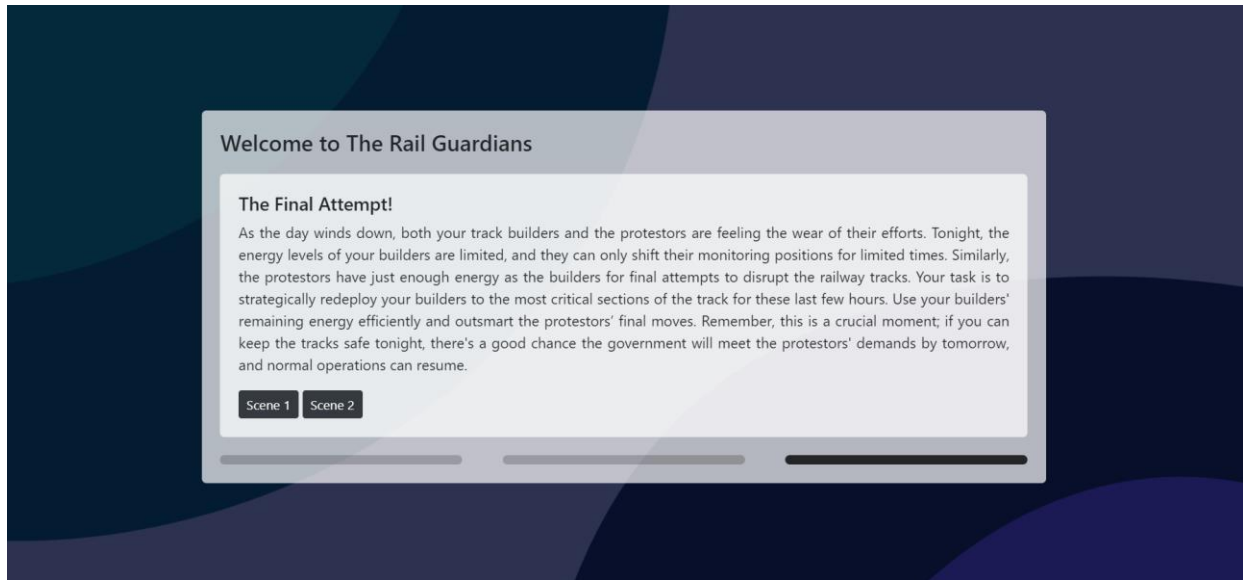 Welcome to The Rail Guardians
The Final Attempt!
As the day winds down, both your track builders and the protestors are feeling the wear of their efforts. Tonight, the
energy levels of your builders are limited, and they can only shift their monitoring positions for limited times. Similarly,
the protestors have just enough energy as the builders for final attempts to disrupt the railway tracks. Your task is to
strategically redeploy your builders to the most critical sections of the track for these last few hours. Use your builders'
remaining energy efficiently and outsmart the protestors' final moves. Remember, this is a crucial moment; if you can
keep the tracks safe tonight, there's a good chance the government will meet the protestors' demands by tomorrow,
and normal operations can resume.
Scene 1 Scene 2